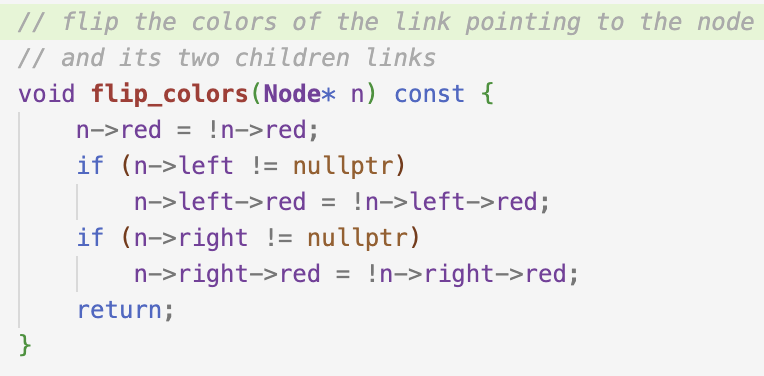 // flip the colors of the link pointing to the node
// and its two children links
void flip_colors(Node* n) const {
    n->red = !n->red;
    if (n->left != nullptr)
        n->left->red = !n->left->red;
    if (n->right != nullptr)
        n->right->red = !n->right->red;
    return;
}